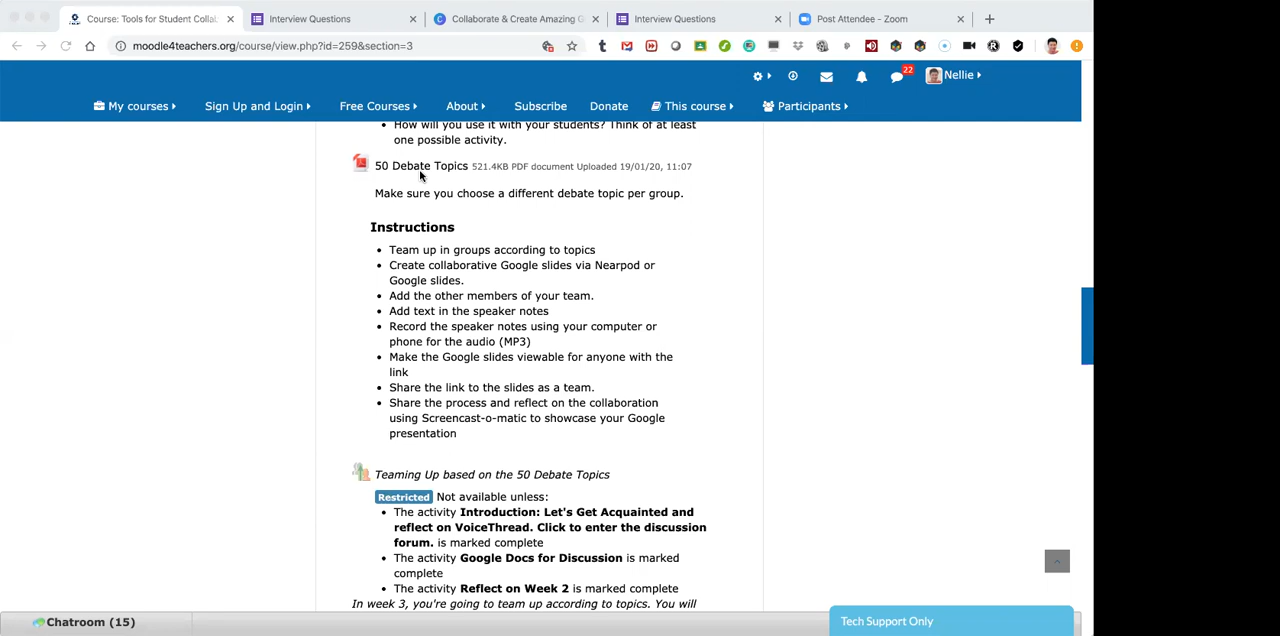 Course: Tools for Student Colla
Interview Questions
Collaborate & Create Amazing G
Interview Questions
Post Attendee - Zoom
moodle4teachers.org/course/view.php?id=259&section=3
22
Nellie
My courses
Sign Up and Login
Free Courses
About
Subscribe
Donate
This course
Participants
• How will you use it with your students? Think of at least
one possible activity.
50 Debate Topics 521.4KB PDF document Uploaded 19/01/20, 11:07
Make sure you choose a different debate topic per group.
Instructions
• Team up in groups according to topics
• Create collaborative Google slides via Nearpod or
Google slides.
• Add the other members of your team.
• Add text in the speaker notes
• Record the speaker notes using your computer or
phone for the audio (MP3)
• Make the Google slides viewable for anyone with the
link
• Share the link to the slides as a team.
• Share the process and reflect on the collaboration
using Screencast-o-matic to showcase your Google
presentation
Teaming Up based on the 50 Debate Topics
Restricted Not available unless:
• The activity Introduction: Let's Get Acquainted and
reflect on VoiceThread. Click to enter the discussion
forum. is marked complete
• The activity Google Docs for Discussion is marked
complete
• The activity Reflect on Week 2 is marked complete
In week 3, you're going to team up according to topics. You will
Chatroom (15)
Tech Support Only